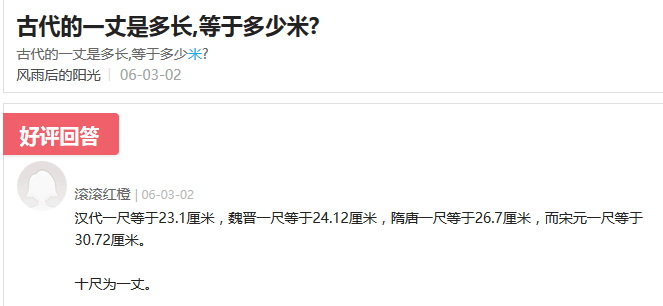 古代的一丈是多长,等于多少米?
古代的一丈是多长,等于多少米?
风雨后的阳光 | 06-03-02
好评回答
滚滚红橙 | 06-03-02
汉代一尺等于23.1厘米，魏晋一尺等于24.12厘米，隋唐一尺等于26.7厘米，而宋元一尺等于
30.72厘米。
十尺为一丈。